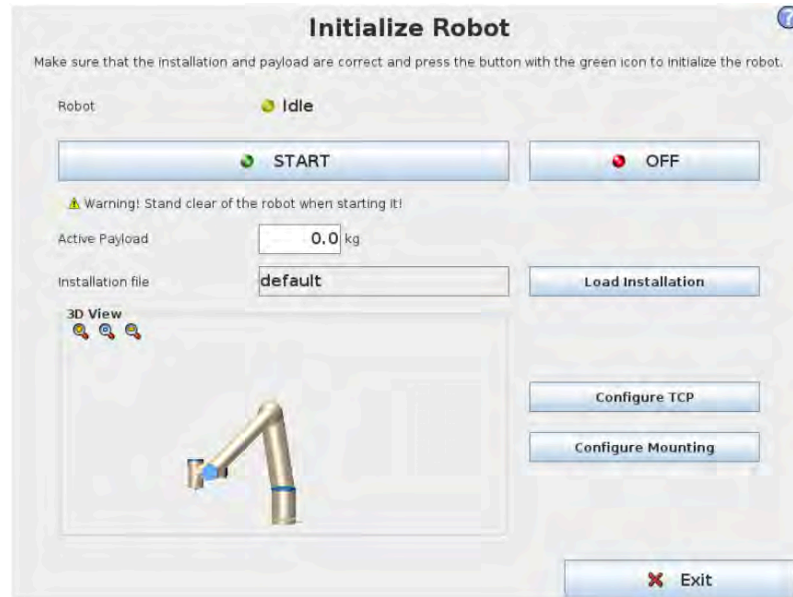 Initialize Robot
?
Make sure that the installation and payload are correct and press the button with the green icon to initialize the robot.
Robot
Idle
START
OFF
Warning! Stand clear of the robot when starting it!
Active Payload
0.0 kg
Installation file
default
Load Installation
3D View
Configure TCP
Configure Mounting
Exit